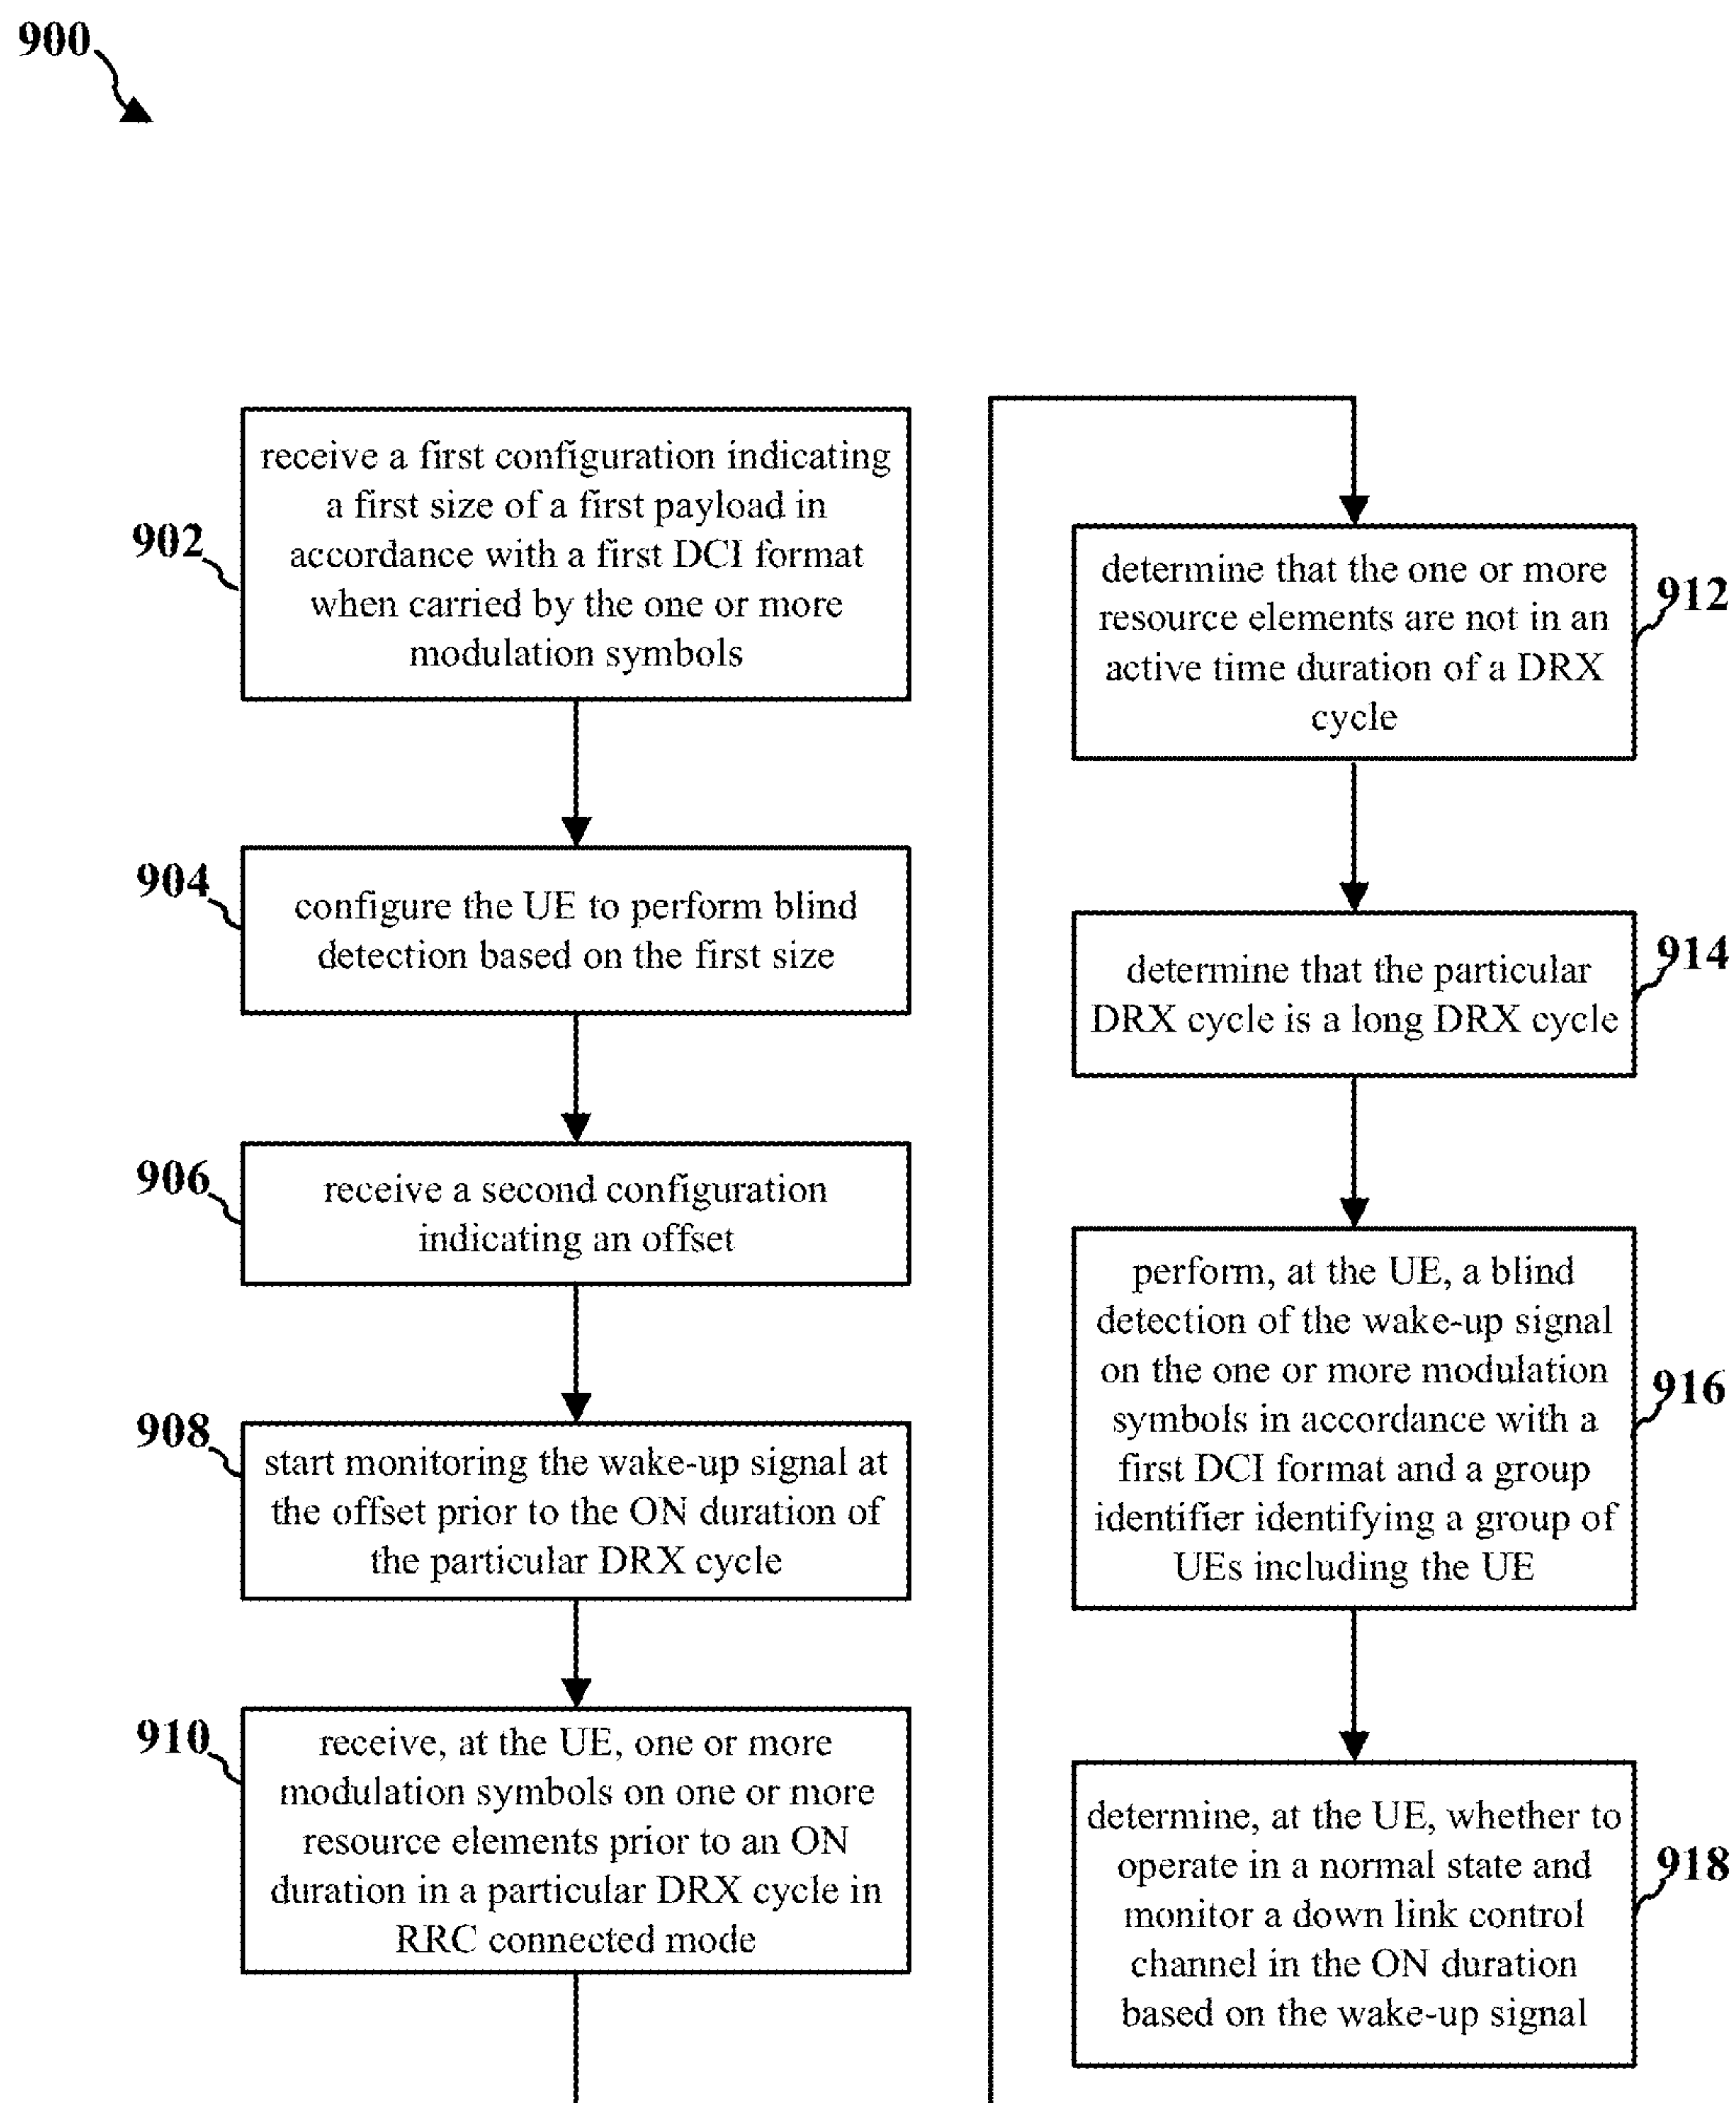 900
902
receive a first configuration indicating
a first size of a first payload in
accordance with a first DCI format
when carried by the one or more
modulation symbols
904
configure the UE to perform blind
detection based on the first size
906
receive a second configuration
indicating an offset
908
start monitoring the wake-up signal at
the offset prior to the ON duration of
the particular DRX cycle
910
receive, at the UE, one or more
modulation symbols on one or more
resource elements prior to an ON
duration in a particular DRX cycle in
RRC connected mode
912
determine that the one or more
resource elements are not in an
active time duration of a DRX
cycle
914
determine that the particular
DRX cycle is a long DRX cycle
916
perform, at the UE, a blind
detection of the wake-up signal
on the one or more modulation
symbols in accordance with a
first DCI format and a group
identifier identifying a group of
UEs including the UE
918
determine, at the UE, whether to
operate in a normal state and
monitor a down link control
channel in the ON duration
based on the wake-up signal